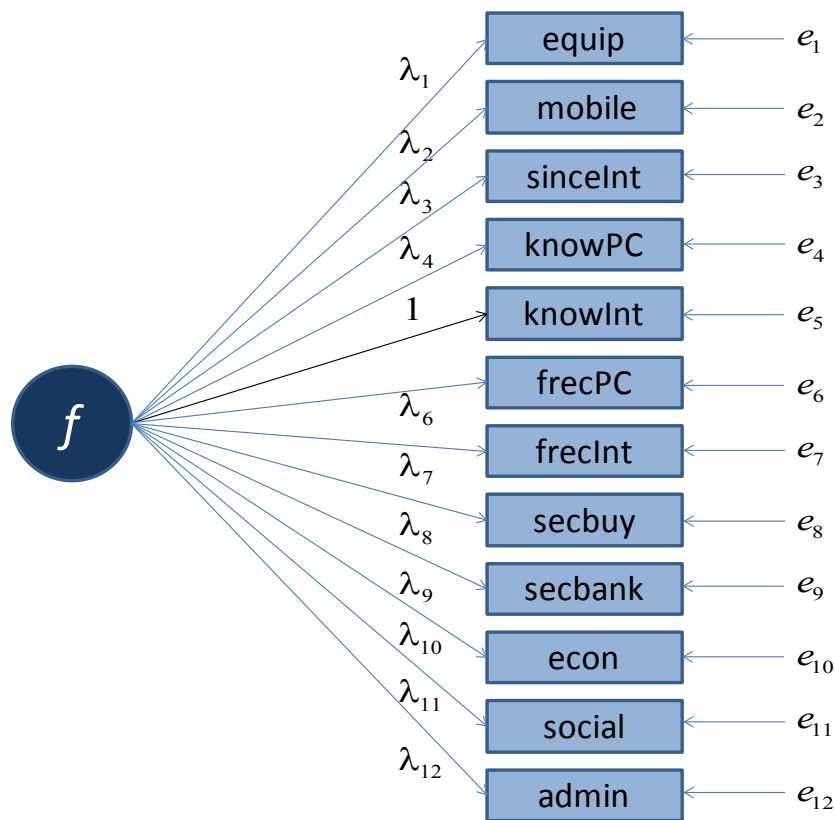 equip
e₁
λ₁
mobile
e₂
λ₂
sinceInt
e₃
λ₃
knowPC
e₄
λ₄
knowInt
e₅
1
f
frecPC
e₆
λ₆
frecInt
e₇
λ₇
secbuy
e₈
λ₈
secbank
e₉
λ₉
econ
e₁₀
λ₁₀
social
e₁₁
λ₁₁
admin
e₁₂
λ₁₂